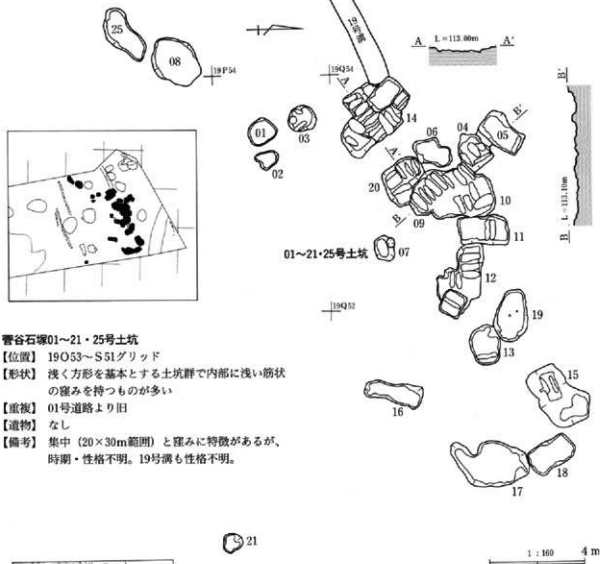 25
08
19P54
19号溝
19Q54
A
L=113.00m
A'
A
14
01
03
02
06
04
05
B'
B'
A'
20
B
09
10
11
L=113.10m
B
01～21・25号土坑
07
12
19Q52
19
13
15
16
17
18
21
菅谷石塚01～21・25号土坑
【位置】 19O53～S51グリッド
【形状】 浅く方形を基本とする土坑群で内部に浅い筋状
の窪みを持つものが多い
【重複】 01号道路より旧
【遺物】 なし
【備考】 集中（20×30m範囲）と窪みに特徴があるが、
時期・性格不明。19号溝も性格不明。
1：160
4m